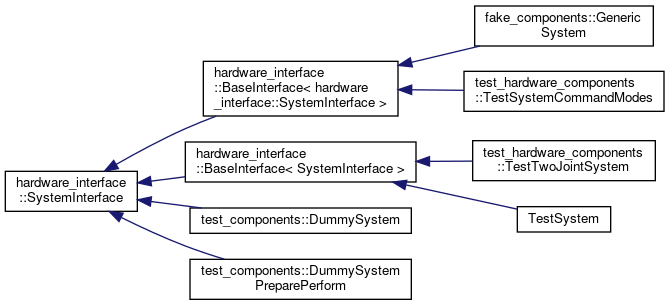 fake_components::Generic
System
hardware_interface
::BaseInterface< hardware
_interface::SystemInterface >
test_hardware_components
::TestSystemCommandModes
hardware_interface
::BaseInterface< SystemInterface >
test_hardware_components
::TestTwoJointSystem
hardware_interface
::SystemInterface
test_components::DummySystem
TestSystem
test_components::DummySystem
PreparePerform